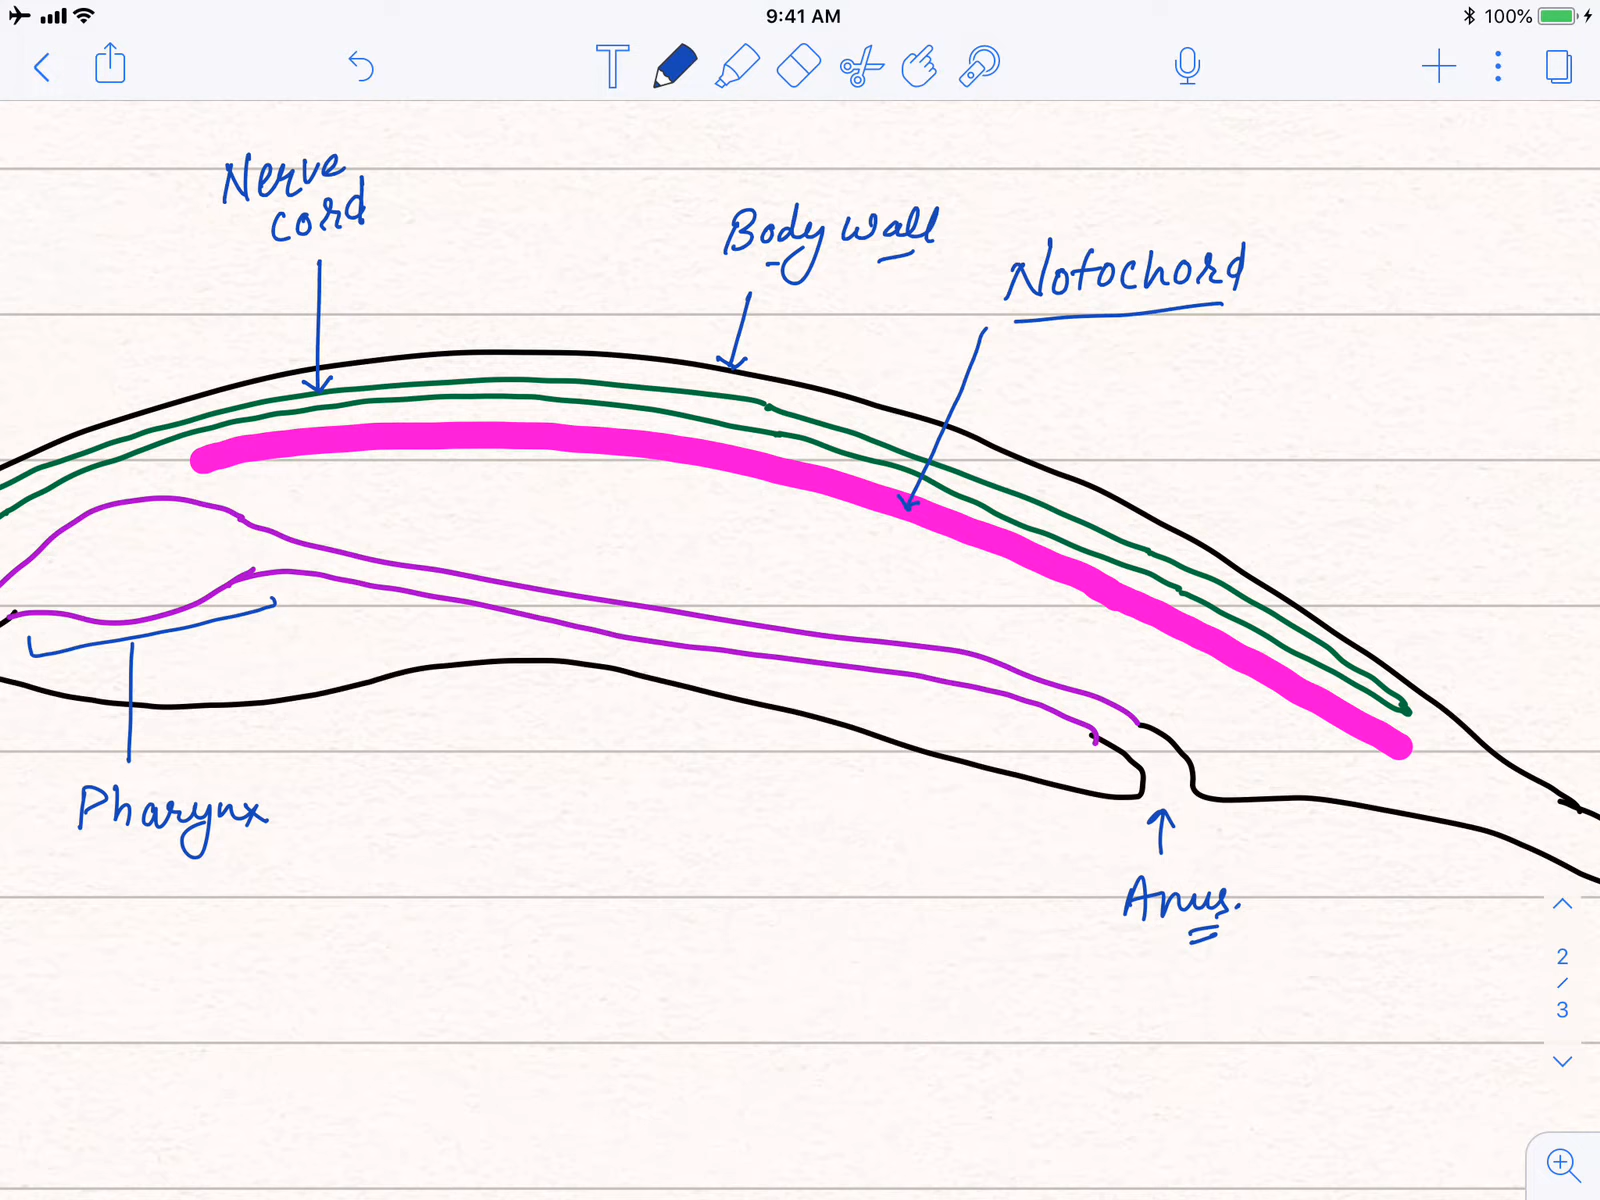 9:41 AM
100%
T
Nerve
cord
Body wall
Notochord
Pharynx
Anus.
2
/
3